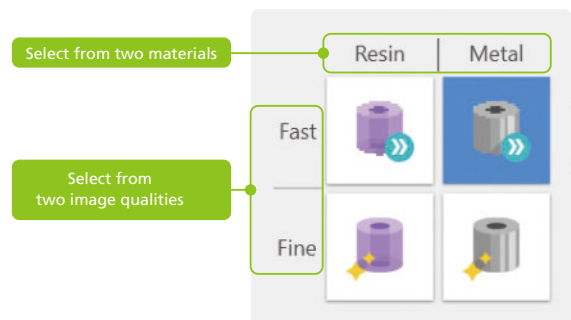 Select from two materials
Resin
Metal
Fast
Select from
two image qualities
Fine